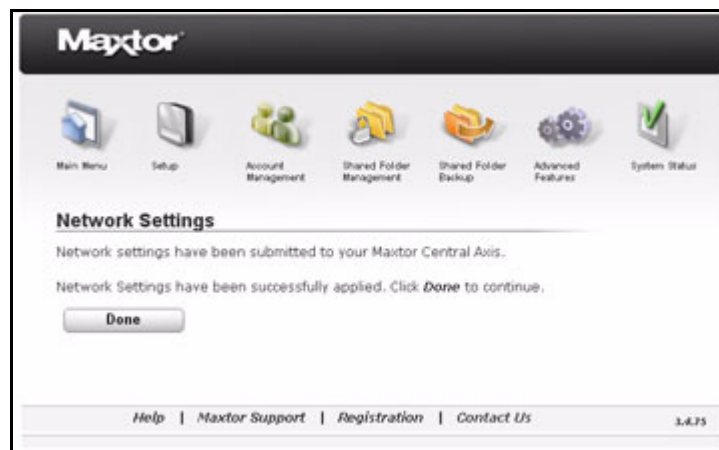 Maxtor
Main Menu
Setup
Account Management
Shared Folder Management
Shared Folder Backup
Advanced Features
System Status
Network Settings
Network settings have been submitted to your Maxtor Central Axis.
Network Settings have been successfully applied. Click Done to continue.
Done
Help | Maxtor Support | Registration | Contact Us
3.4.75